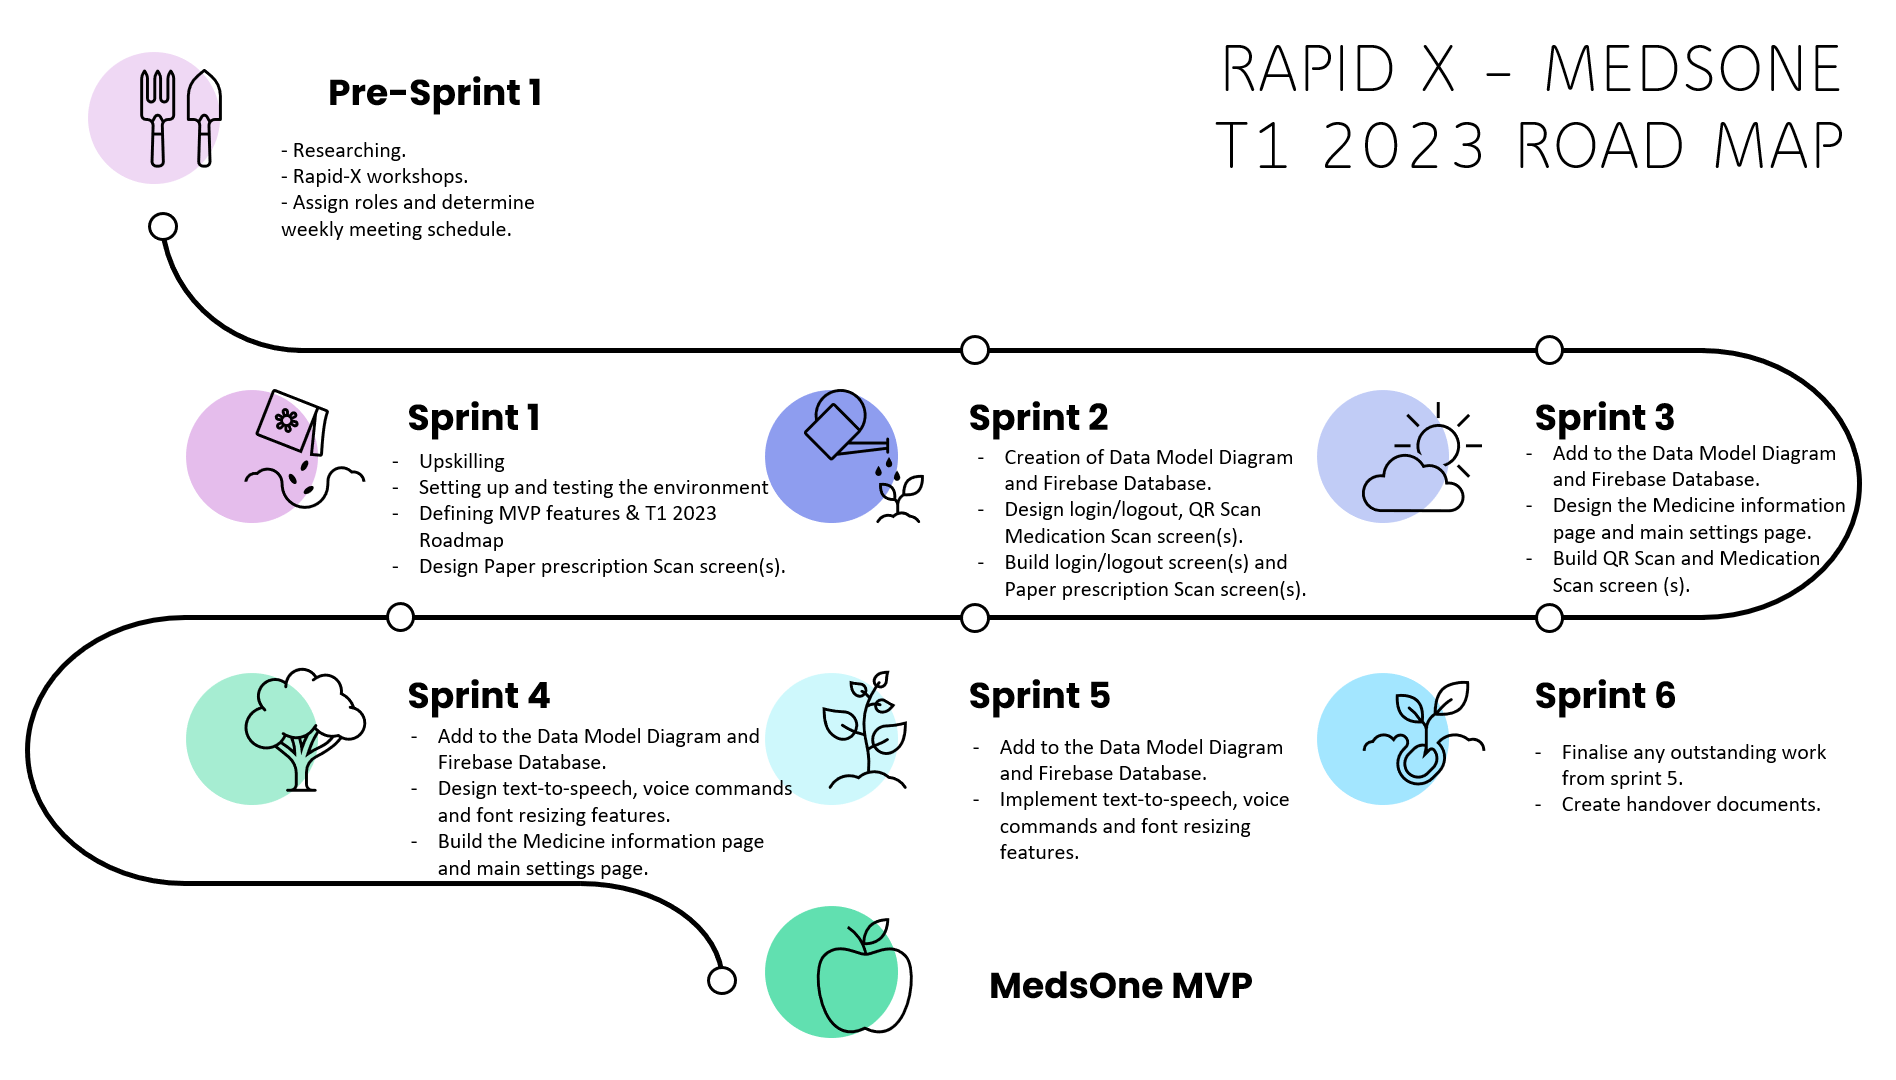 RAPID X – MEDSONE
T1 2023 ROAD MAP
Pre-Sprint 1
- Researching.
- Rapid-X workshops.
- Assign roles and determine
weekly meeting schedule.
Sprint 1
- Upskilling
- Setting up and testing the environment
- Defining MVP features & T1 2023
Roadmap
- Design Paper prescription Scan screen(s).
Sprint 2
- Creation of Data Model Diagram
and Firebase Database.
- Design login/logout, QR Scan
Medication Scan screen(s).
- Build login/logout screen(s) and
Paper prescription Scan screen(s).
Sprint 3
- Add to the Data Model Diagram
and Firebase Database.
- Design the Medicine information
page and main settings page.
- Build QR Scan and Medication
Scan screen (s).
Sprint 4
- Add to the Data Model Diagram and
Firebase Database.
- Design text-to-speech, voice commands
and font resizing features.
- Build the Medicine information page
and main settings page.
Sprint 5
- Add to the Data Model Diagram
and Firebase Database.
- Implement text-to-speech, voice
commands and font resizing
features.
Sprint 6
- Finalise any outstanding work
from sprint 5.
- Create handover documents.
MedsOne MVP